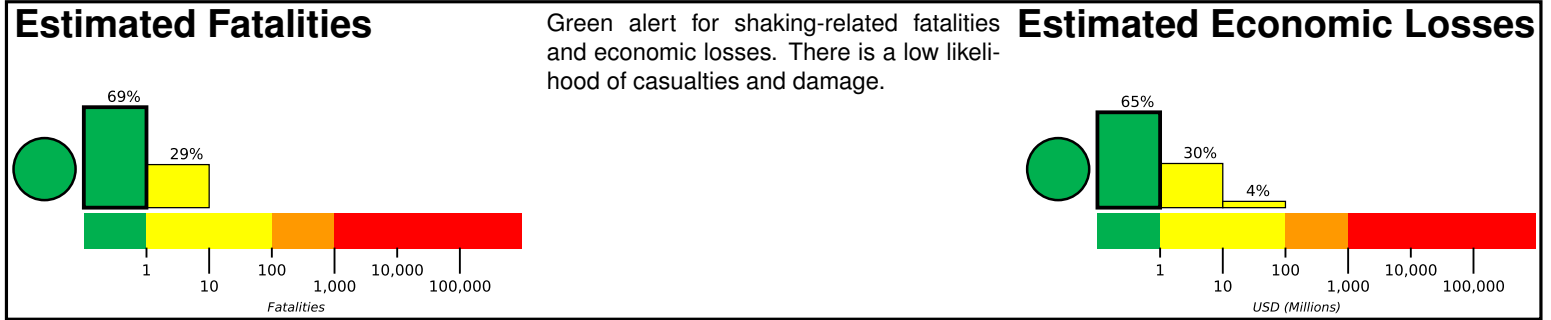 Estimated Fatalities
69%
29%
1
10
100
1,000
10,000
100,000
Fatalities
Green alert for shaking-related fatalities
and economic losses. There is a low likeli-
hood of casualties and damage.
Estimated Economic Losses
65%
30%
4%
1
10
100
1,000
10,000
100,000
USD (Millions)